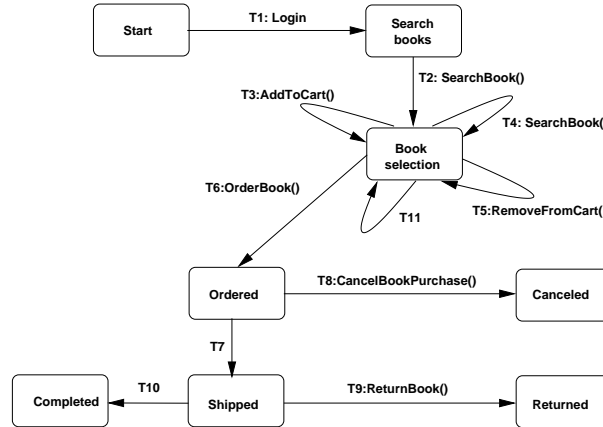 T1: Login
Start
Search
books
T2: SearchBook()
T3:AddToCart()
T4: SearchBook()
Book
selection
T6:OrderBook()
T5:RemoveFromCart()
T11
T8:CancelBookPurchase()
Ordered
Canceled
T7
T10
T9:ReturnBook()
Completed
Shipped
Returned